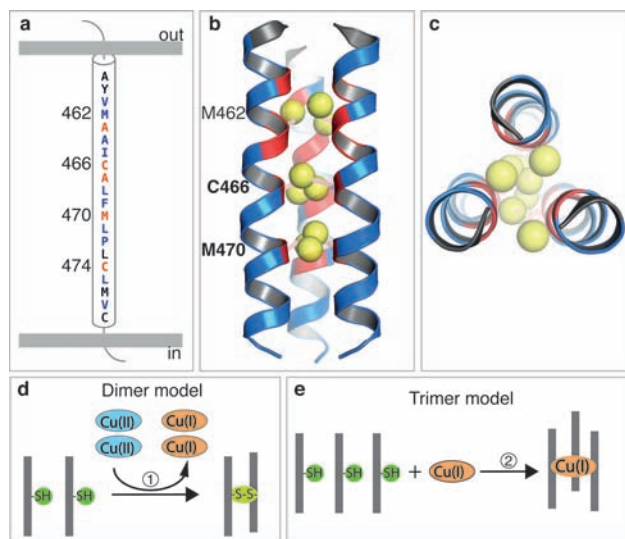 a
out
A
Y
V
462 M
A
A
I
466 C
A
L
F
470 M
L
P
L
474 C
L
M
V
C
in
b
M462
C466
M470
c
d
Dimer model
Cu(II) Cu(I)
Cu(II) Cu(I)
1
-SH -SH -S-S-
e
Trimer model
-SH -SH -SH + Cu(I) 2 Cu(I)